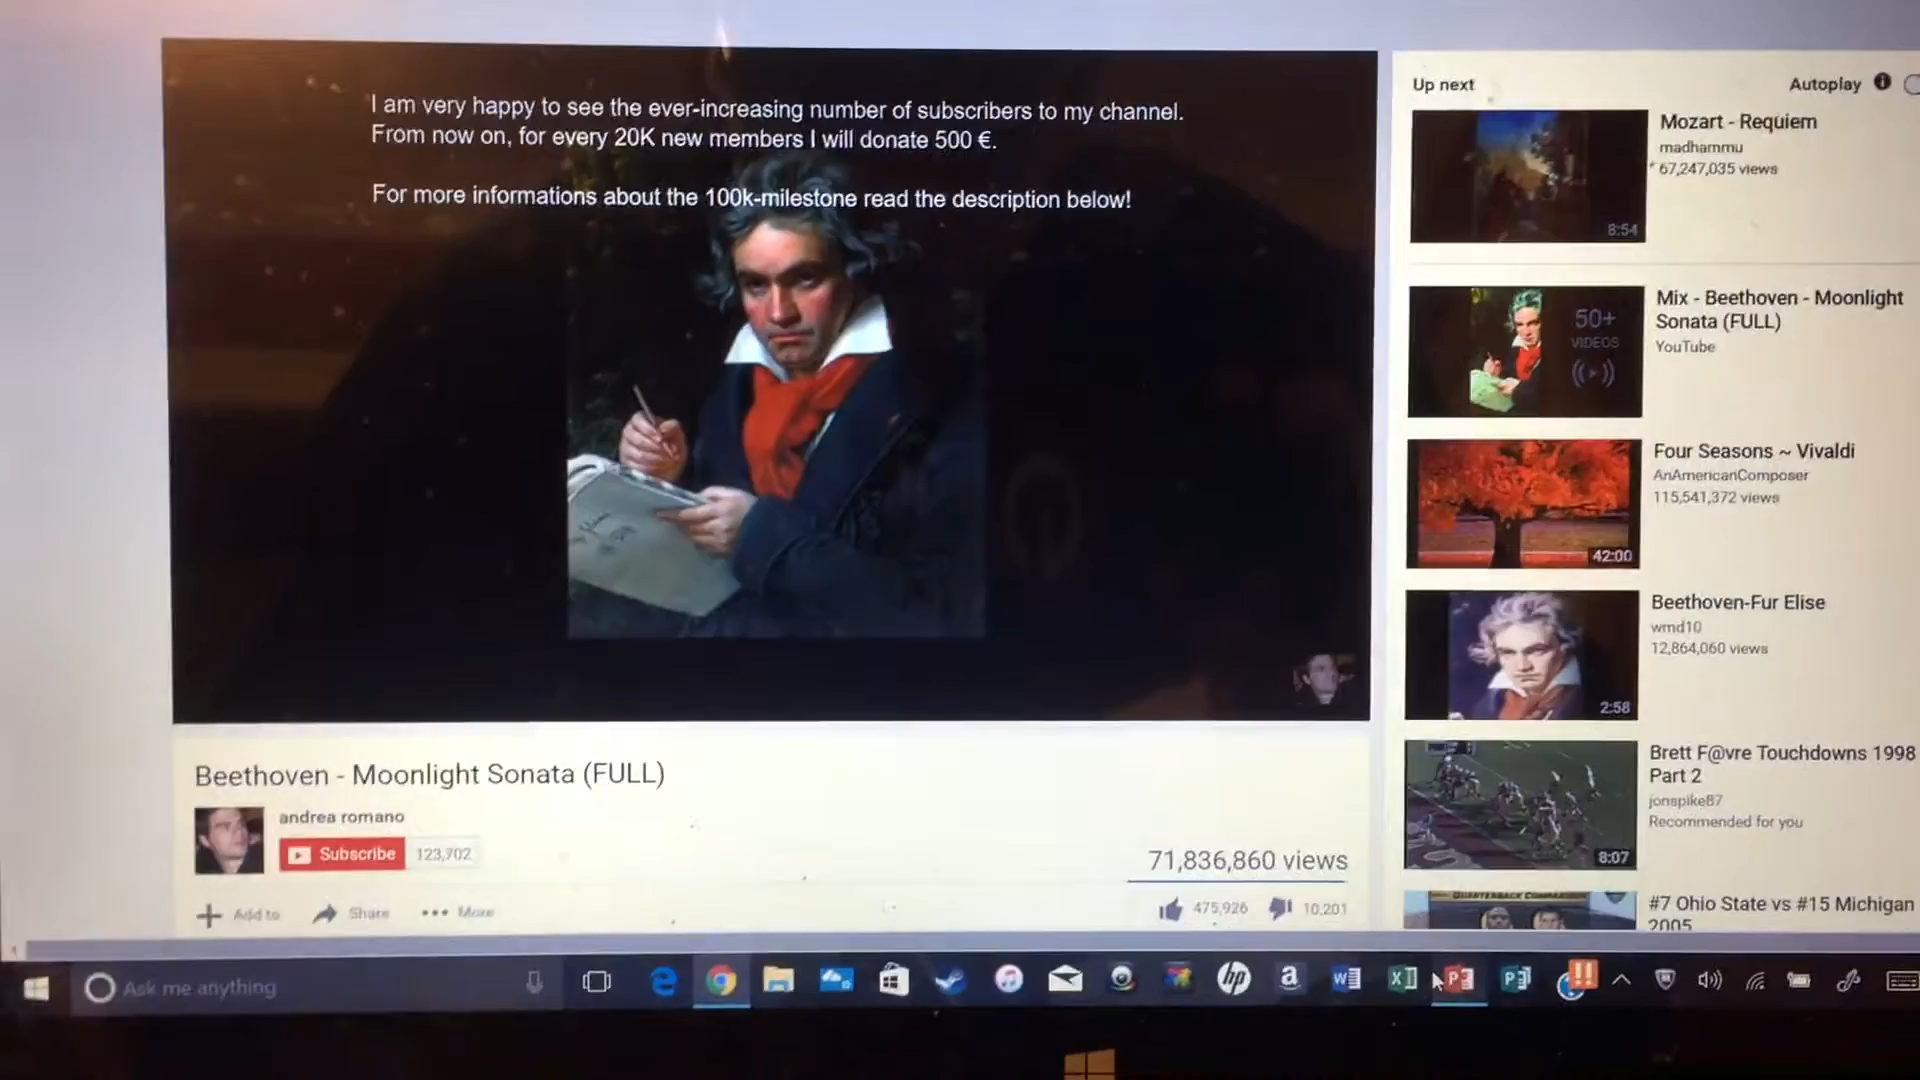 I am very happy to see the ever-increasing number of subscribers to my channel.
From now on, for every 20K new members I will donate 500 €.
For more informations about the 100k-milestone read the description below!
Beethoven - Moonlight Sonata (FULL)
andrea romano
Subscribe 123,702
71,836,860 views
Add to Share More
475,926 10,201
Up next Autoplay
Mozart - Requiem
madhammu
67,247,035 views
8:54
Mix - Beethoven - Moonlight
Sonata (FULL)
YouTube
50+
VIDEOS
Four Seasons ~ Vivaldi
AnAmericanComposer
115,541,372 views
42:00
Beethoven-Fur Elise
wmd10
12,864,060 views
2:58
Brett F@vre Touchdowns 1998
Part 2
jonspike87
Recommended for you
8:07
#7 Ohio State vs #15 Michigan
2005
Ask me anything
hp
a